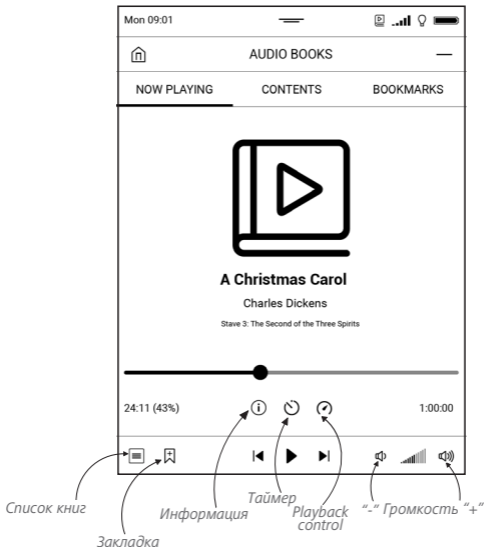 Mon 09:01
AUDIO BOOKS
NOW PLAYING CONTENTS BOOKMARKS
A Christmas Carol
Charles Dickens
Stave 3: The Second of the Three Spirits
24:11 (43%) 1:00:00
Список книг
Закладка
Информация
Таймер
Playback
control
“-“ Громкость “+”